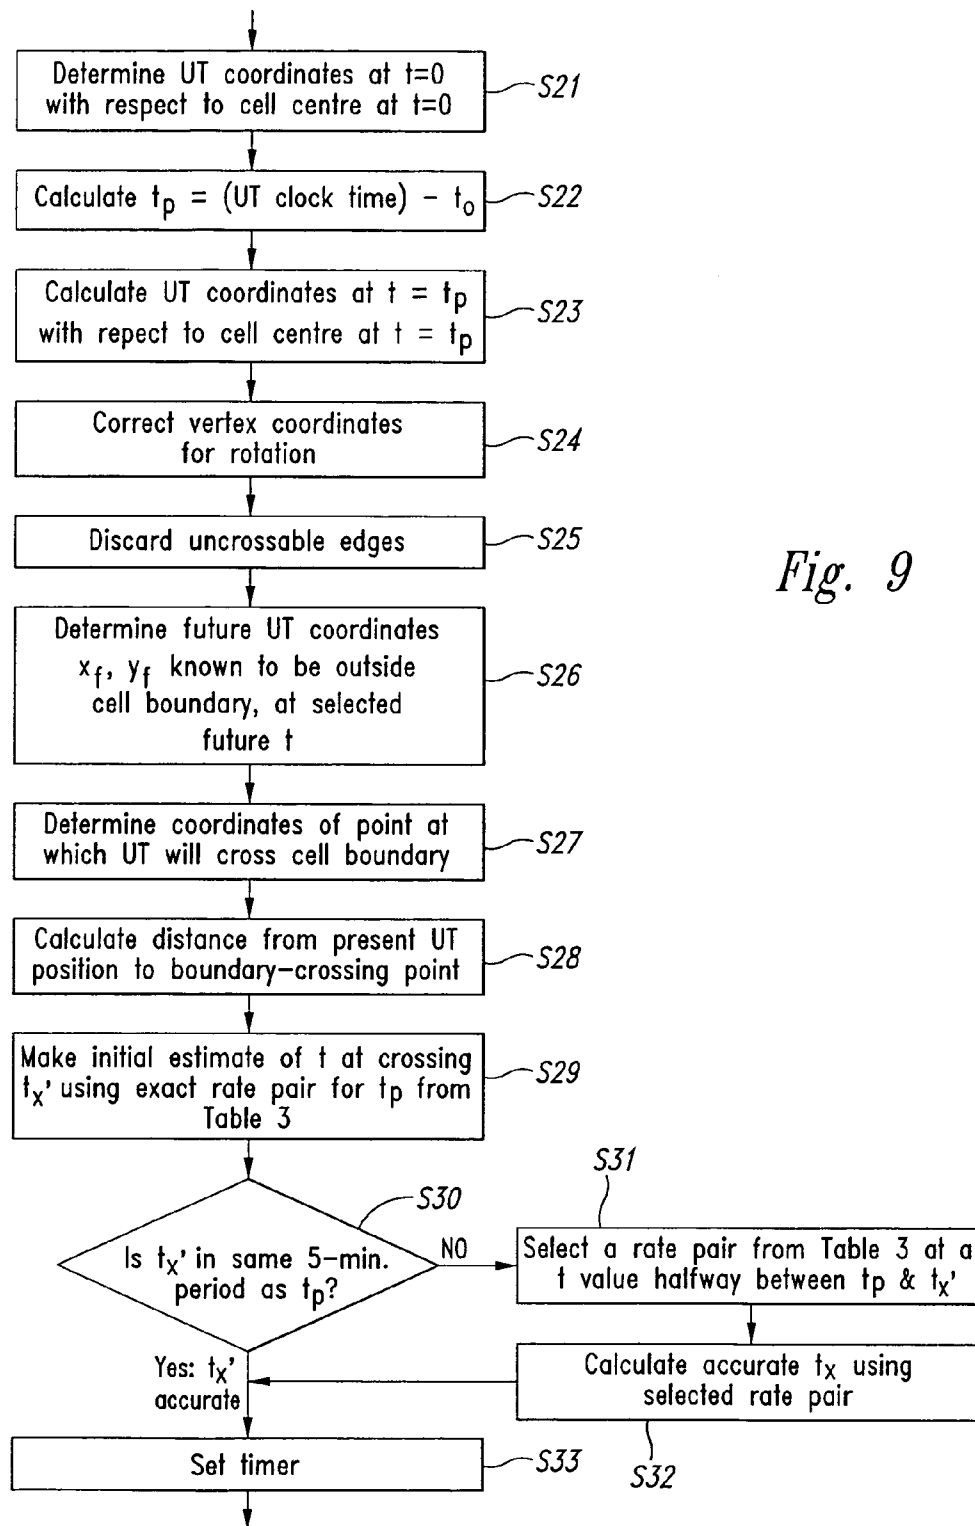 Determine UT coordinates at t=0
with respect to cell centre at t=0
S21
Calculate tp = (UT clock time) - to
S22
Calculate UT coordinates at t = tp
with repect to cell centre at t = tp
S23
Correct vertex coordinates
for rotation
S24
Discard uncrossable edges
S25
Fig. 9
Determine future UT coordinates
xf, yf known to be outside
cell boundary, at selected
future t
S26
Determine coordinates of point at
which UT will cross cell boundary
S27
Calculate distance from present UT
position to boundary-crossing point
S28
Make initial estimate of t at crossing
tx' using exact rate pair for tp from
Table 3
S29
S30
Is tx' in same 5-min.
period as tp?
NO
S31
Select a rate pair from Table 3 at a
t value halfway between tp & tx'
Yes: tx'
accurate
Calculate accurate tx using
selected rate pair
S32
Set timer
S33